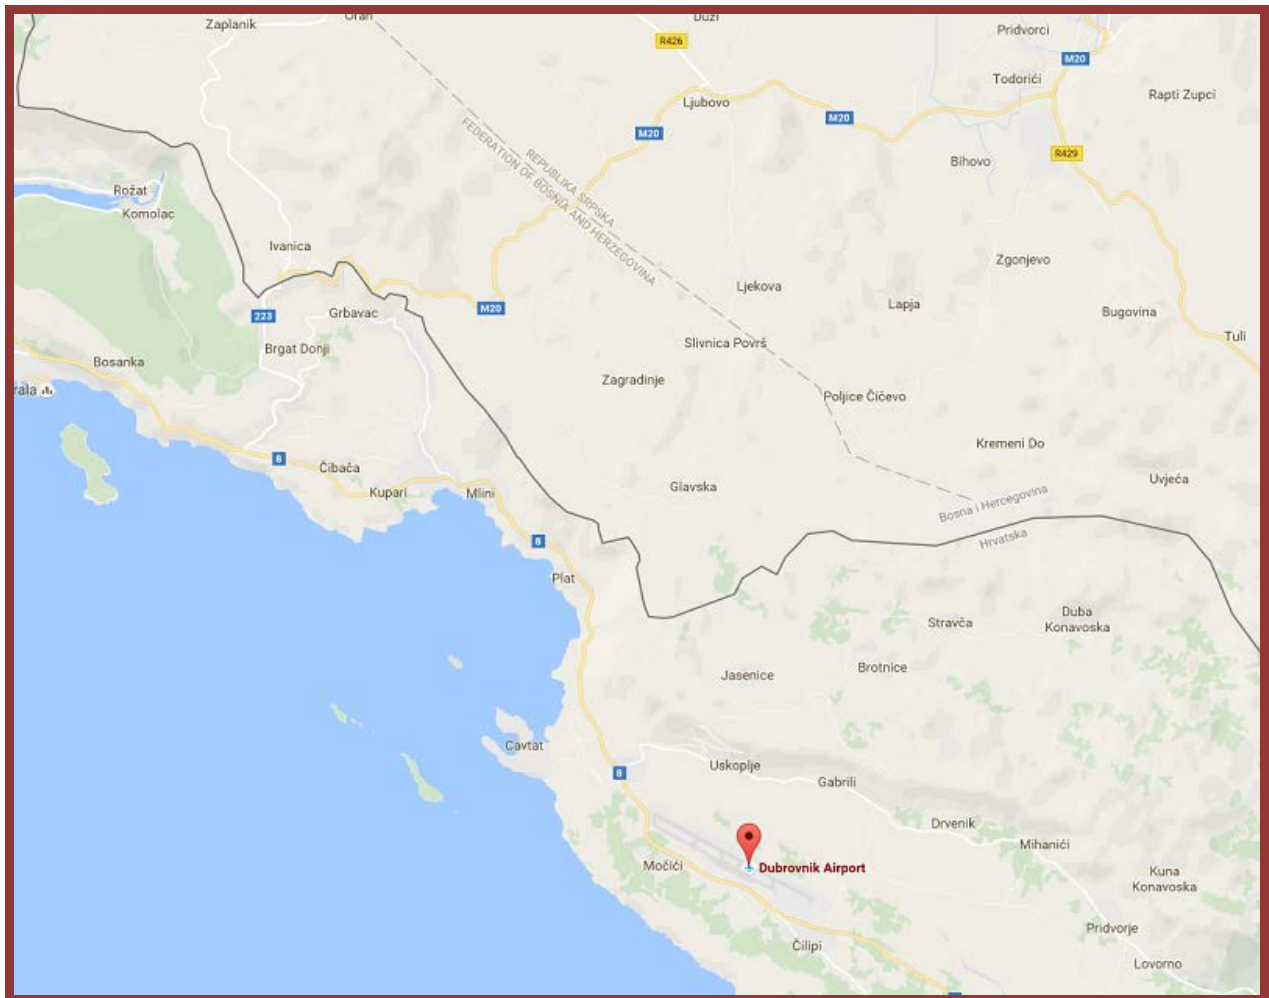 Zaplanik
Pridvorci
R426
M20
Todorići
Rapti Zupci
Ljubovo
M20
M20
Bihovo
R429
REPUBLIKA SRPSKA
FEDERATION OF BOSNIA AND HERZEGOVINA
Rožat
Komolac
Ivanica
Zgonjevo
Ljekova
Lapja
M20
Bugovina
223
Grbavac
Tuli
Brgat Donji
Slivnica Površ
Bosanka
Zagradinje
rala
Poljice Čičevo
Kremeni Do
8
Čibača
Kupari
Mlini
Glavska
Uvjeća
Bosna i Hercegovina
Hrvatska
8
Plat
Duba
Konavoska
Stravča
Brotnice
Jasenice
Cavtat
8
Uskoplje
Gabrili
Drvenik
Mihanići
Močići
Dubrovnik Airport
Kuna
Konavoska
Pridvorje
Čilipi
Lovorno